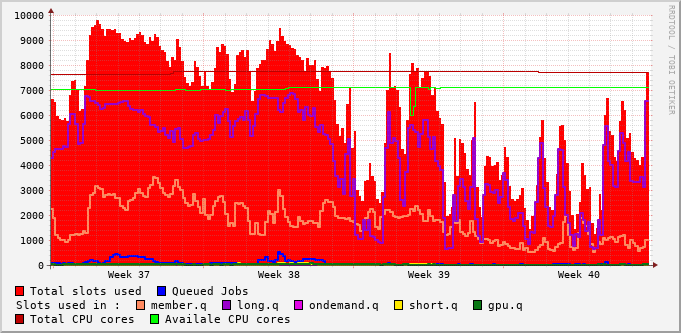 10000
9000
8000
7000
6000
5000
4000
3000
2000
1000
0
Week 37 Week 38 Week 39 Week 40
RRDTOOL / TOBI OETIKER
Total slots used Queued Jobs
Slots used in : member.q long.q ondemand.q short.q gpu.q
Total CPU cores Availale CPU cores